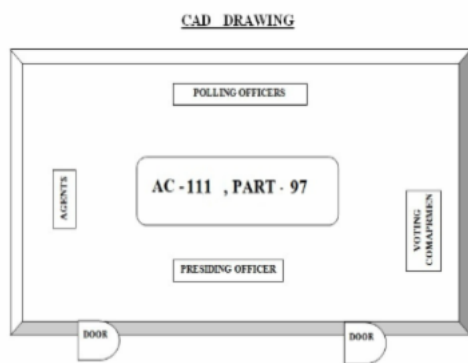 CAD DRAWING
POLLING OFFICERS
AGENTS
AC -111 , PART - 97
VOTING
COMAPRMEN
PRESIDING OFFICER
DOOR
DOOR